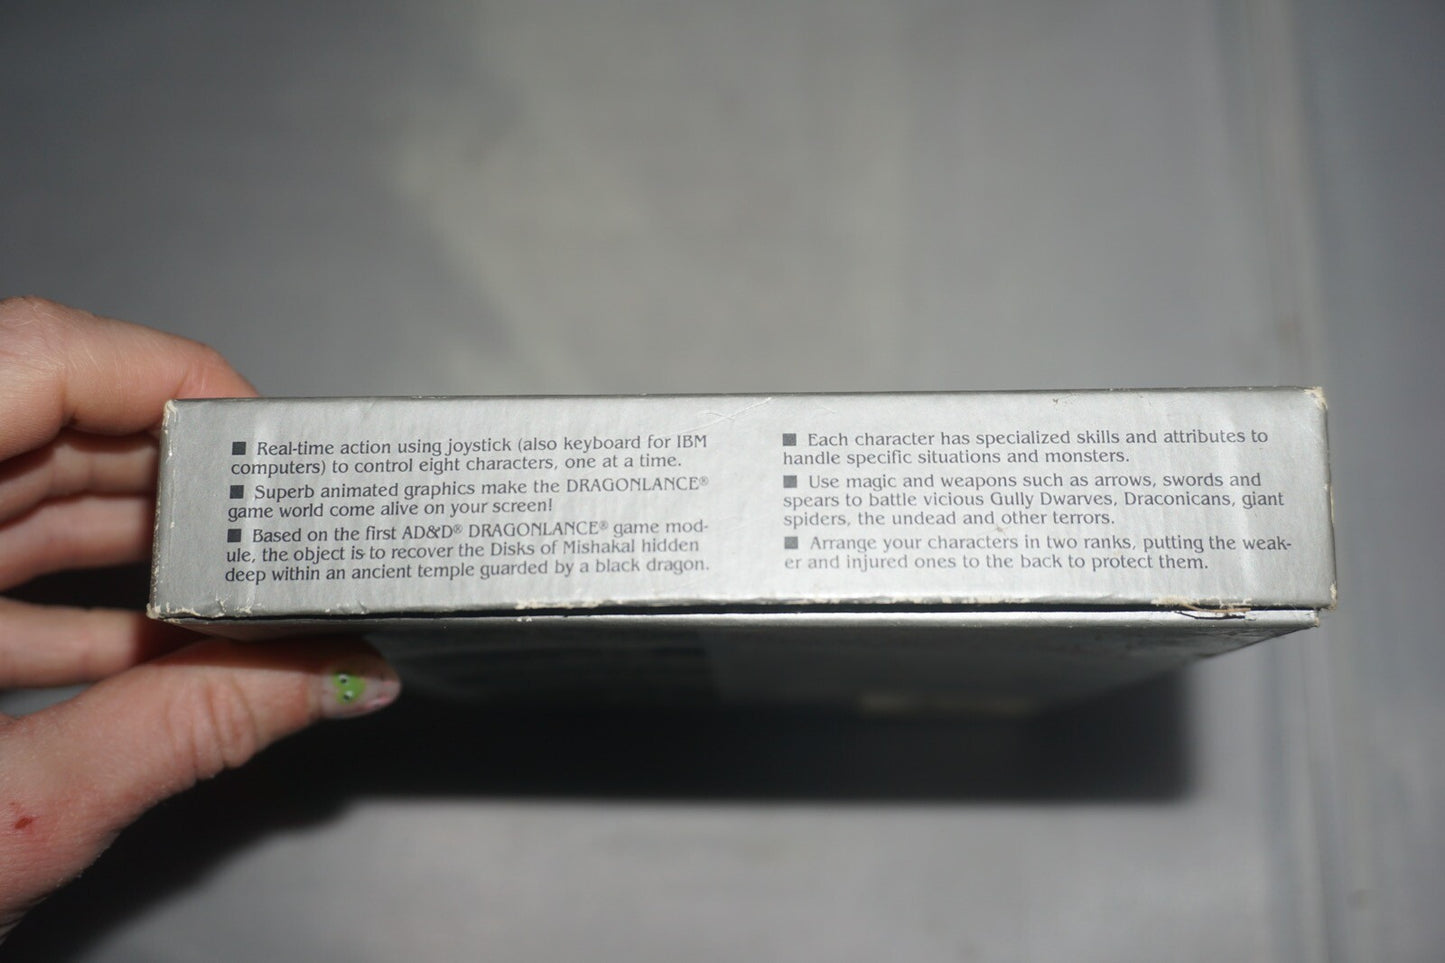 ■ Real-time action using joystick (also keyboard for IBM
computers) to control eight characters, one at a time.
■ Superb animated graphics make the DRAGONLANCE®
game world come alive on your screen!
■ Based on the first AD&D® DRAGONLANCE® game mod-
ule, the object is to recover the Disks of Mishakal hidden
deep within an ancient temple guarded by a black dragon.
■ Each character has specialized skills and attributes to
handle specific situations and monsters.
■ Use magic and weapons such as arrows, swords and
spears to battle vicious Gully Dwarves, Draconicans, giant
spiders, the undead and other terrors.
■ Arrange your characters in two ranks, putting the weak-
er and injured ones to the back to protect them.